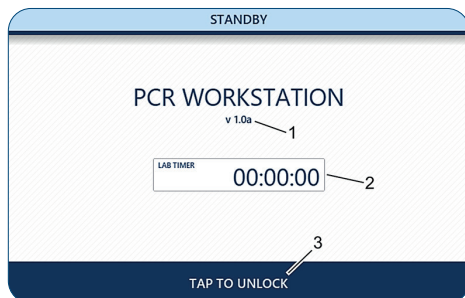 STANDBY
PCR WORKSTATION
v 1.0a
1
LAB TIMER
00:00:00
2
3
TAP TO UNLOCK